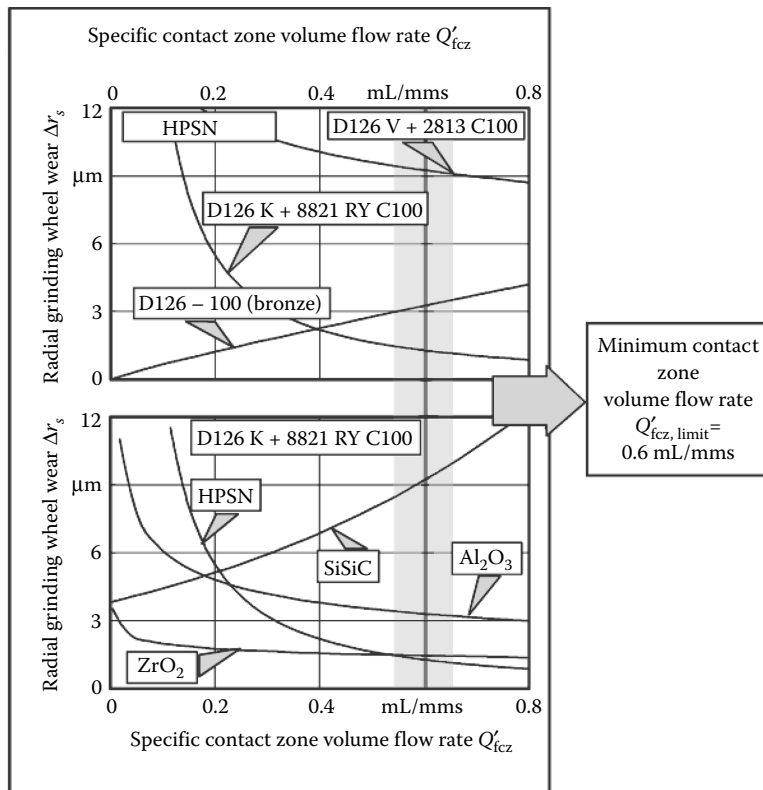 Specific contact zone volume flow rate Q′fcz
0 0.2 0.4 mL/mms 0.8
Radial grinding wheel wear Δrs
12
μm
6
3
0
HPSN
D126 V + 2813 C100
D126 K + 8821 RY C100
D126 – 100 (bronze)
Minimum contact
zone
volume flow rate
Q′fcz, limit=
0.6 mL/mms
Radial grinding wheel wear Δrs
12
μm
6
3
0
D126 K + 8821 RY C100
HPSN
SiSiC
Al2O3
ZrO2
0 0.2 0.4 mL/mms 0.8
Specific contact zone volume flow rate Q′fcz